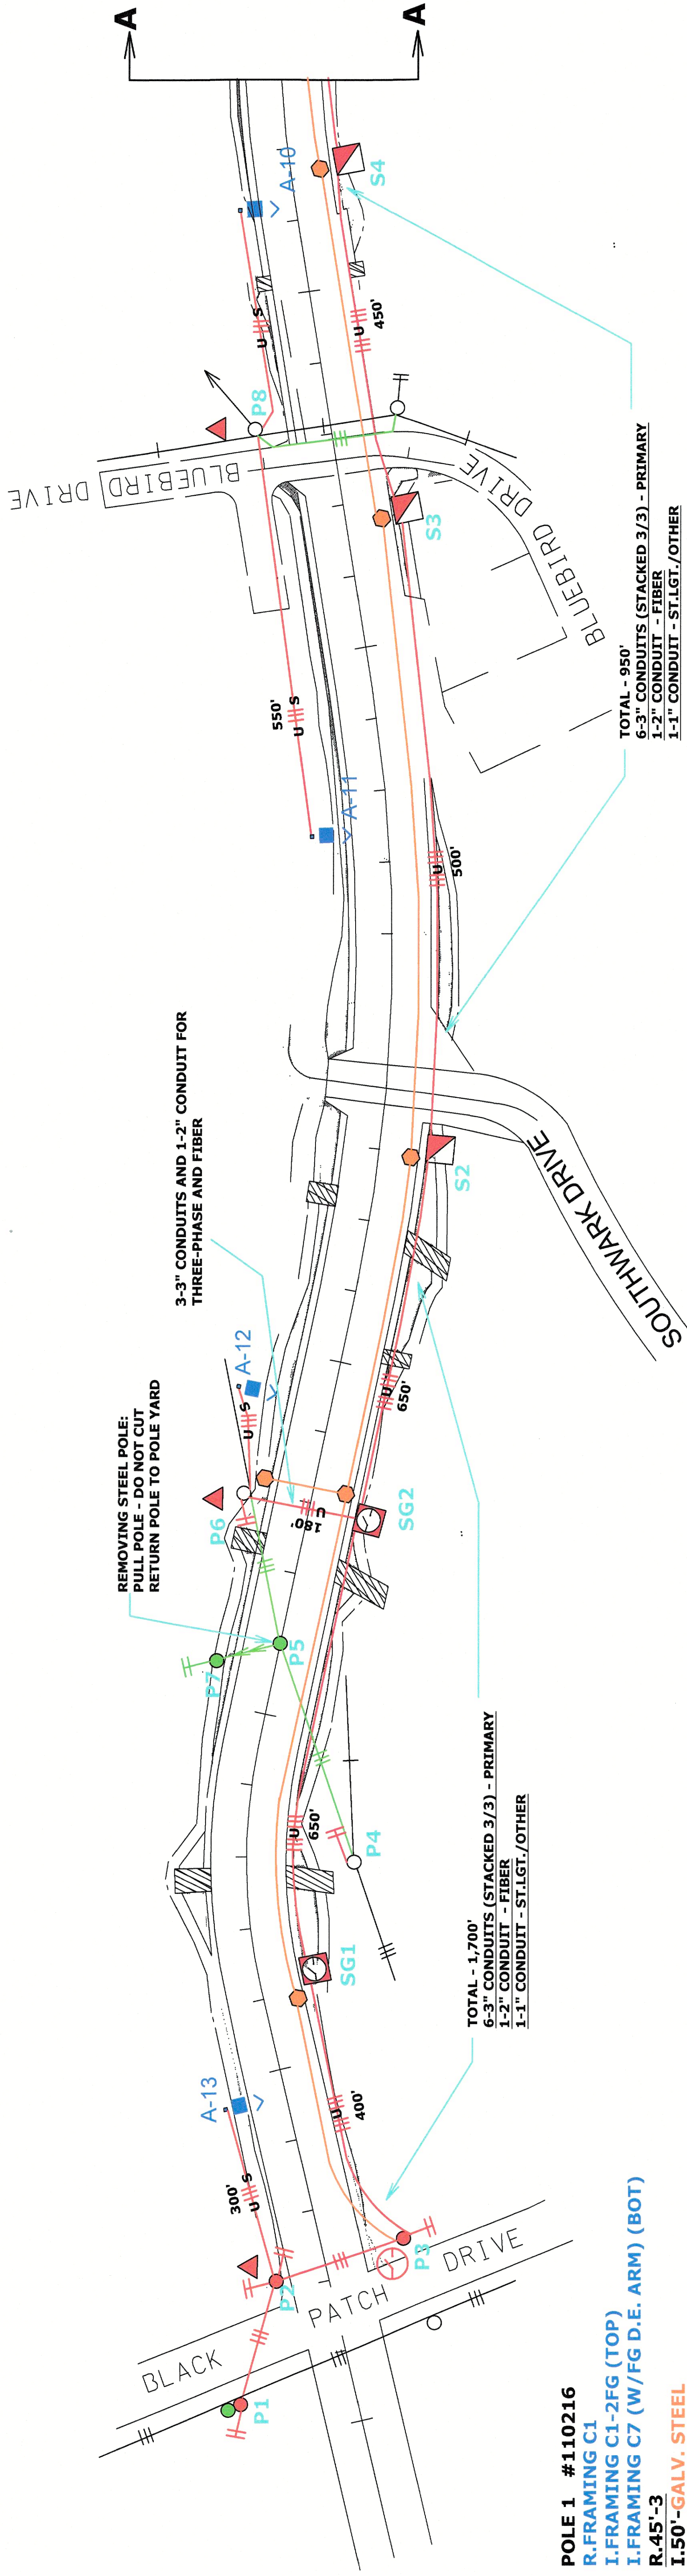 A
A
A-10
S4
U S
450'
U
P8
BLUEBIRD DRIVE
BLUEBIRD
BLUEBIRD DRIVE
S3
550'
U S
A-11
500'
U
TOTAL - 950'
6-3" CONDUITS (STACKED 3/3) - PRIMARY
1-2" CONDUIT - FIBER
1-1" CONDUIT - ST.LGT./OTHER
S2
SOUTHWARK DRIVE
3-3" CONDUITS AND 1-2" CONDUIT FOR
THREE-PHASE AND FIBER
A-12
U S
650'
U
REMOVING STEEL POLE:
PULL POLE - DO NOT CUT
RETURN POLE TO POLE YARD
P6
180'
U
SG2
P5
P7
650'
U
P4
SG1
TOTAL - 1,700'
6-3" CONDUITS (STACKED 3/3) - PRIMARY
1-2" CONDUIT - FIBER
1-1" CONDUIT - ST.LGT./OTHER
A-13
300'
U S
400'
U
P2
P3
BLACK PATCH DRIVE
P1
POLE 1 #110216
R.FRAMING C1
I.FRAMING C1-2FG (TOP)
I.FRAMING C7 (W/FG D.E. ARM) (BOT)
R.45'-3
I.50'-GALV. STEEL